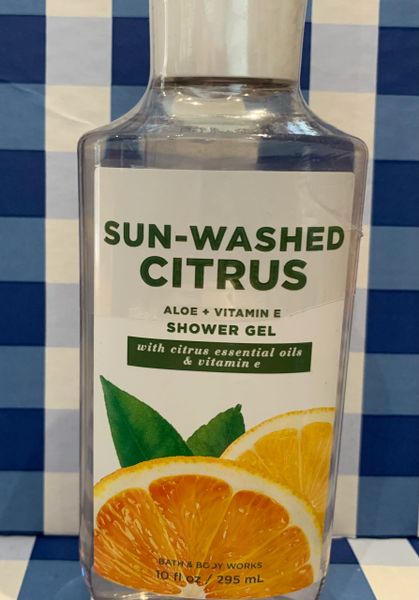 SUN-WASHED
CITRUS
ALOE + VITAMIN E
SHOWER GEL
with citrus essential oils
& vitamin e
BATH & BODY WORKS
10 fl oz / 295 mL